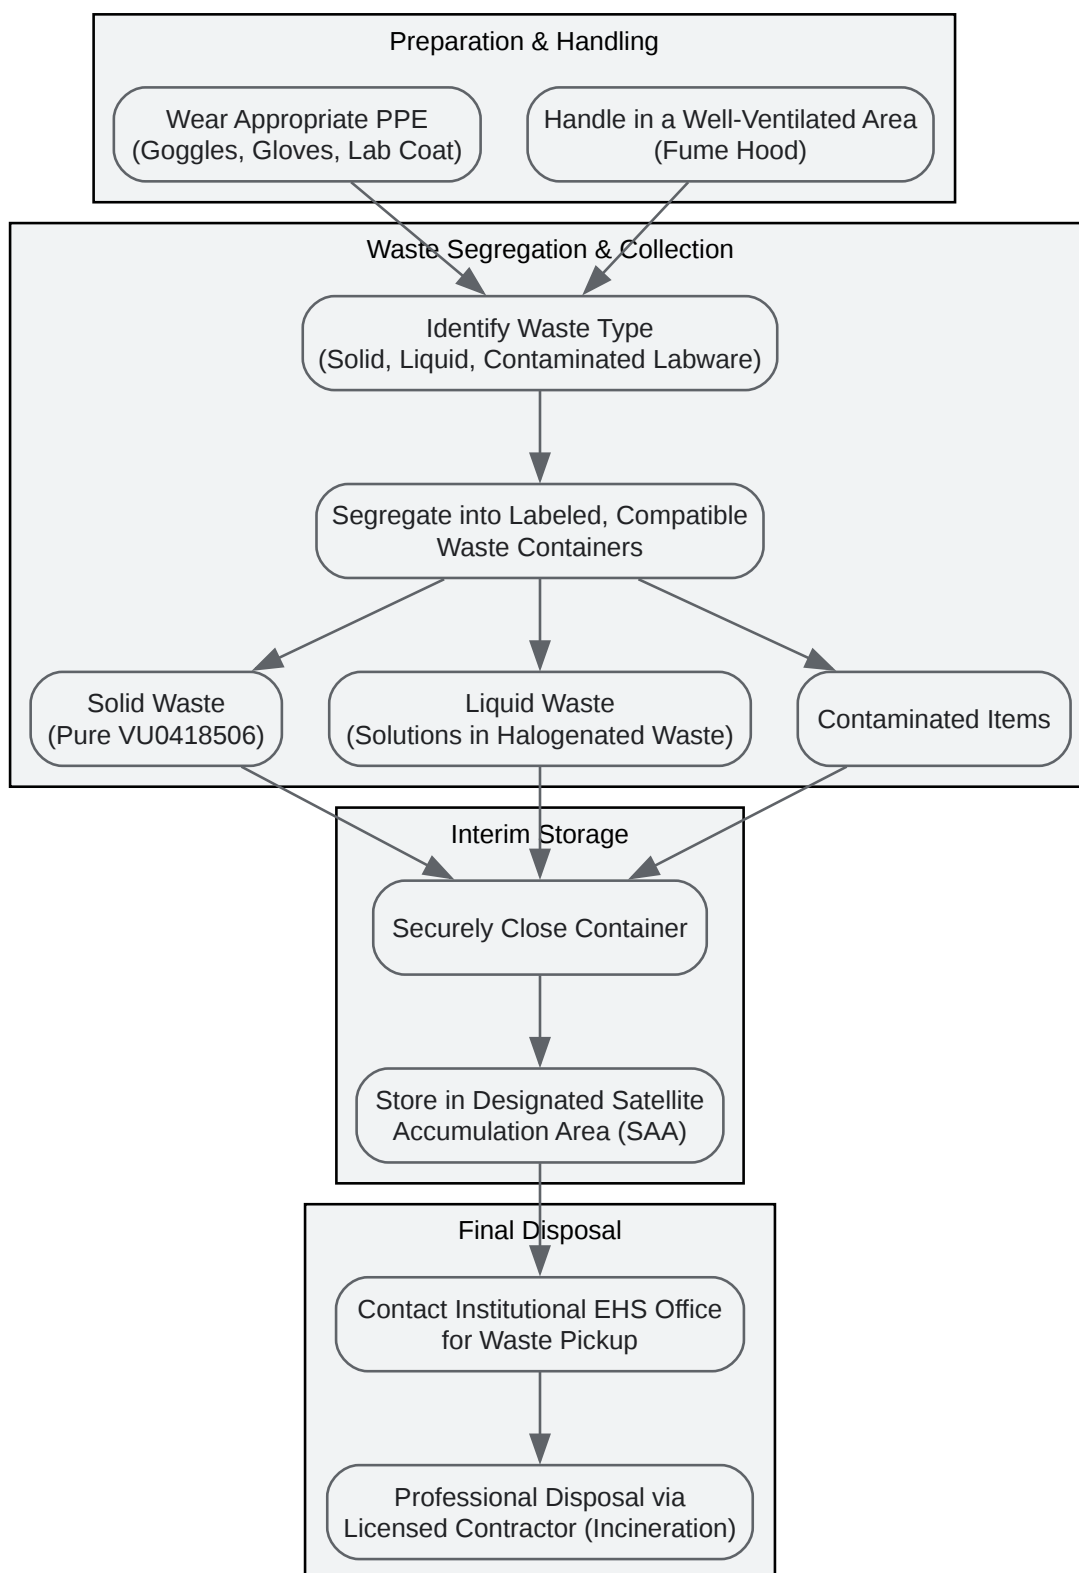 Preparation & Handling
Wear Appropriate PPE
(Goggles, Gloves, Lab Coat)
Handle in a Well-Ventilated Area
(Fume Hood)
Waste Segregation & Collection
Identify Waste Type
(Solid, Liquid, Contaminated Labware)
Segregate into Labeled, Compatible
Waste Containers
Solid Waste
(Pure VU0418506)
Liquid Waste
(Solutions in Halogenated Waste)
Contaminated Items
Interim Storage
Securely Close Container
Store in Designated Satellite
Accumulation Area (SAA)
Final Disposal
Contact Institutional EHS Office
for Waste Pickup
Professional Disposal via
Licensed Contractor (Incineration)